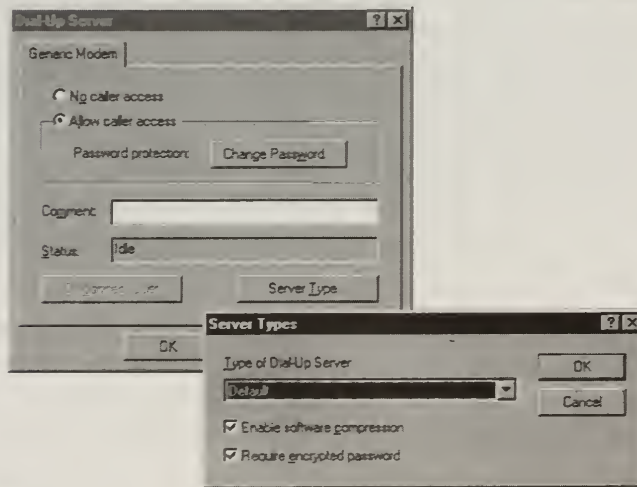 Dial-Up Server
Generic Modem
No caller access
Allow caller access
Password protection:
Change Password
Comment:
Status:
Idle
Server Type
OK
Server Types
Type of Dial-Up Server
Default
OK
Cancel
Enable software compression
Require encrypted password